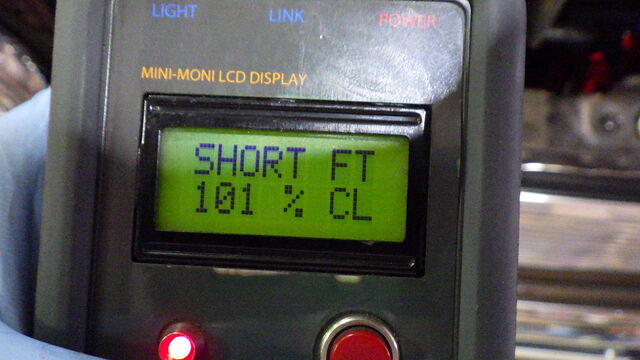 LIGHT LINK POWER
MINI-MONI LCD DISPLAY
SHORT FT
101 % CL